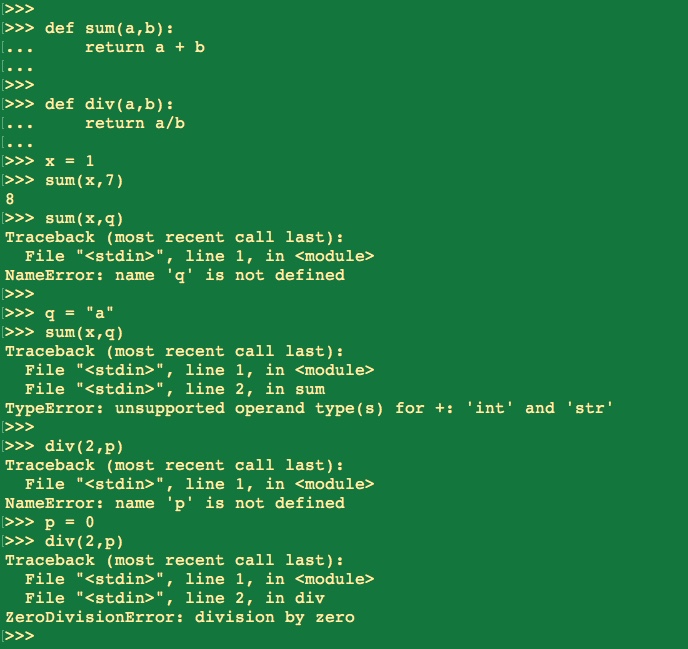 >>>
>>> def sum(a,b):
...     return a + b
...
>>>
>>> def div(a,b):
...     return a/b
...
>>> x = 1
>>> sum(x,7)
8
>>> sum(x,q)
Traceback (most recent call last):
  File "<stdin>", line 1, in <module>
NameError: name 'q' is not defined
>>>
>>> q = "a"
>>> sum(x,q)
Traceback (most recent call last):
  File "<stdin>", line 1, in <module>
  File "<stdin>", line 2, in sum
TypeError: unsupported operand type(s) for +: 'int' and 'str'
>>>
>>> div(2,p)
Traceback (most recent call last):
  File "<stdin>", line 1, in <module>
NameError: name 'p' is not defined
>>> p = 0
>>> div(2,p)
Traceback (most recent call last):
  File "<stdin>", line 1, in <module>
  File "<stdin>", line 2, in div
ZeroDivisionError: division by zero
>>>